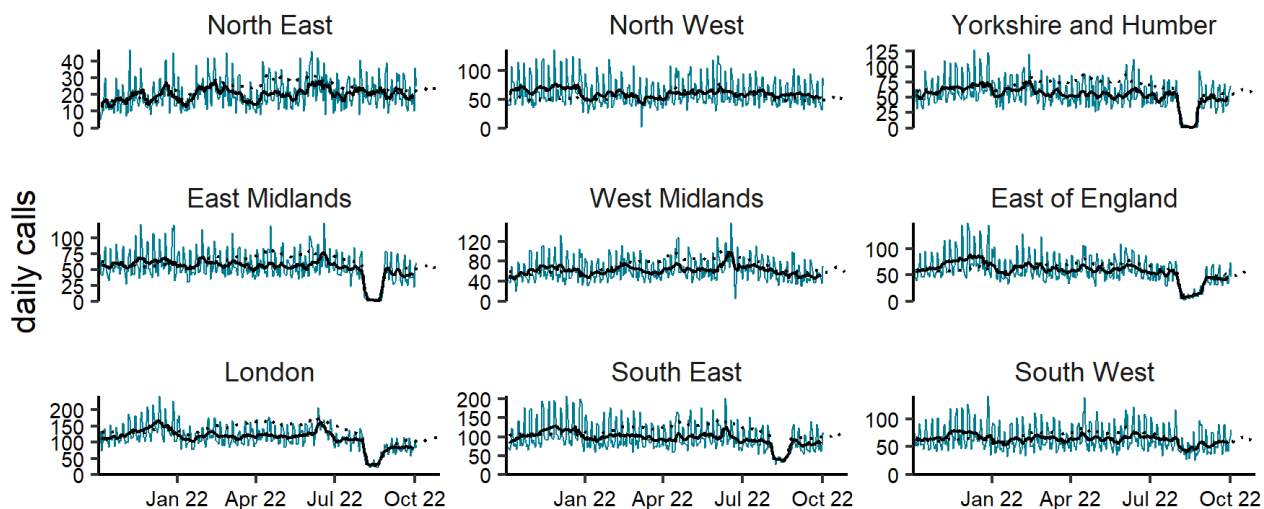 North East North West Yorkshire and Humber
40 30 20 10 0
100 50 0
125 100 75 50 25 0
daily calls
East Midlands West Midlands East of England
100 75 50 25 0
120 80 40 0
100 50 0
London South East South West
200 150 100 50 0
200 150 100 50 0
100 50 0
Jan 22 Apr 22 Jul 22 Oct 22 Jan 22 Apr 22 Jul 22 Oct 22 Jan 22 Apr 22 Jul 22 Oct 22